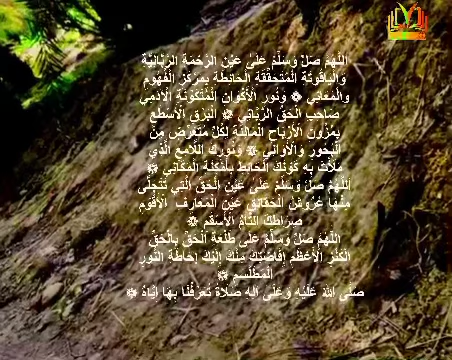 اللَّهُمَّ صَلِّ وَسَلِّمْ عَلَىٰ عَيْنِ الرَّحْمَةِ الرَّبَّانِيَّةِ
وَالْيَاقُوتَةِ الْمُتَحَقِّقَةِ الْحَائِطَةِ بِمَرْكَزِ الْفُهُومِ
وَالْمَعَانِي ۞ وَنُورِ الْأَكْوَانِ الْمُتَكَوِّنَةِ الْآدَمِيِّ
صَاحِبِ الْحَقِّ الرَّبَّانِي ۞ الْبَرْقِ الْأَسْطَعِ
بِمُزُونِ الْأَرْبَاحِ الْمَالِئَةِ لِكُلِّ مُتَعَرِّضٍ مِنَ
الْبُحُورِ وَالْأَوَانِي ۞ وَنُورِكَ اللَّامِعِ الَّذِي
مَلَأْتَ بِهِ كَوْنَكَ الْحَائِطَ بِأَمْكِنَةِ الْمَكَانِي ۞
اَللَّهُمَّ صَلِّ وَسَلِّمْ عَلَىٰ عَيْنِ الْحَقِّ الَّتِي تَتَجَلَّى
مِنْهَا عُرُوشُ الْحَقَائِقِ عَيْنِ الْمَعَارِفِ الْأَقْوَمِ
صِرَاطِكَ التَّامِّ الْأَسْقَمِ ۞
اللَّهُمَّ صَلِّ وَسَلِّمْ عَلَى طَلْعَةِ الْحَقِّ بِالْحَقِّ
الْكَنْزِ الْأَعْظَمِ إِفَاضَتِكَ مِنْكَ إِلَيْكَ إِحَاطَةِ النُّورِ
الْمُطَلْسَمِ ۞
صَلَّى اللهُ عَلَيْهِ وَعَلَى آلِهِ صَلَاةً تُعَرِّفُنَا بِهَا إِيَّاهُ ۞